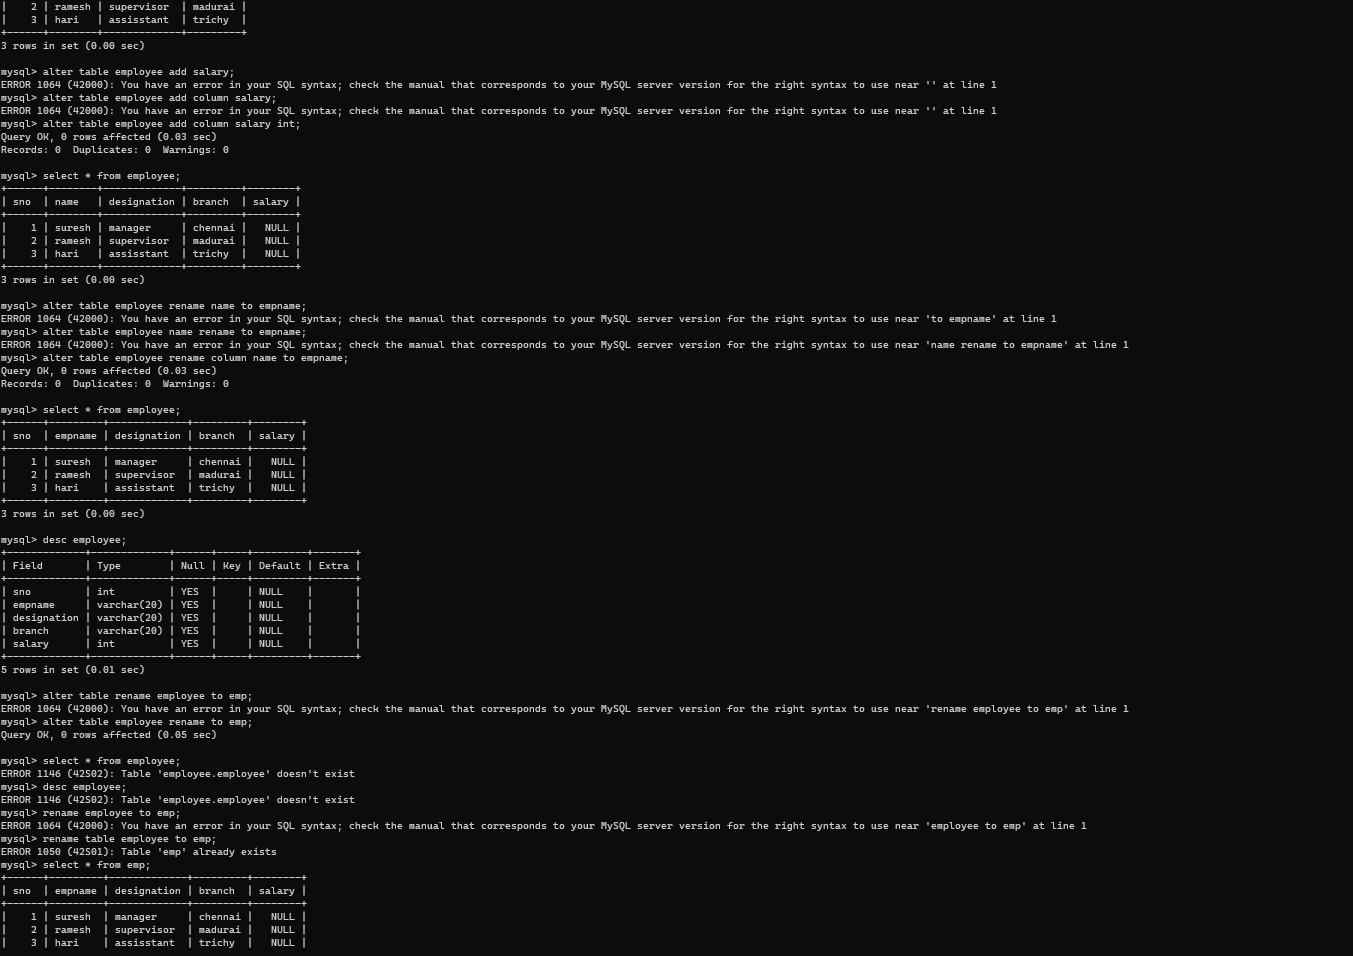 |    2 | ramesh | supervisor  | madurai |
|    3 | hari   | assisstant  | trichy  |
+------+--------+-------------+---------+
3 rows in set (0.00 sec)

mysql> alter table employee add salary;
ERROR 1064 (42000): You have an error in your SQL syntax; check the manual that corresponds to your MySQL server version for the right syntax to use near '' at line 1
mysql> alter table employee add column salary;
ERROR 1064 (42000): You have an error in your SQL syntax; check the manual that corresponds to your MySQL server version for the right syntax to use near '' at line 1
mysql> alter table employee add column salary int;
Query OK, 0 rows affected (0.03 sec)
Records: 0  Duplicates: 0  Warnings: 0

mysql> select * from employee;
+------+--------+-------------+---------+--------+
| sno  | name   | designation | branch  | salary |
+------+--------+-------------+---------+--------+
|    1 | suresh | manager     | chennai |   NULL |
|    2 | ramesh | supervisor  | madurai |   NULL |
|    3 | hari   | assisstant  | trichy  |   NULL |
+------+--------+-------------+---------+--------+
3 rows in set (0.00 sec)

mysql> alter table employee rename name to empname;
ERROR 1064 (42000): You have an error in your SQL syntax; check the manual that corresponds to your MySQL server version for the right syntax to use near 'to empname' at line 1
mysql> alter table employee name rename to empname;
ERROR 1064 (42000): You have an error in your SQL syntax; check the manual that corresponds to your MySQL server version for the right syntax to use near 'name rename to empname' at line 1
mysql> alter table employee rename column name to empname;
Query OK, 0 rows affected (0.03 sec)
Records: 0  Duplicates: 0  Warnings: 0

mysql> select * from employee;
+------+---------+-------------+---------+--------+
| sno  | empname | designation | branch  | salary |
+------+---------+-------------+---------+--------+
|    1 | suresh  | manager     | chennai |   NULL |
|    2 | ramesh  | supervisor  | madurai |   NULL |
|    3 | hari    | assisstant  | trichy  |   NULL |
+------+---------+-------------+---------+--------+
3 rows in set (0.00 sec)

mysql> desc employee;
+-------------+-------------+------+-----+---------+-------+
| Field       | Type        | Null | Key | Default | Extra |
+-------------+-------------+------+-----+---------+-------+
| sno         | int         | YES  |     | NULL    |       |
| empname     | varchar(20) | YES  |     | NULL    |       |
| designation | varchar(20) | YES  |     | NULL    |       |
| branch      | varchar(20) | YES  |     | NULL    |       |
| salary      | int         | YES  |     | NULL    |       |
+-------------+-------------+------+-----+---------+-------+
5 rows in set (0.01 sec)

mysql> alter table rename employee to emp;
ERROR 1064 (42000): You have an error in your SQL syntax; check the manual that corresponds to your MySQL server version for the right syntax to use near 'rename employee to emp' at line 1
mysql> alter table employee rename to emp;
Query OK, 0 rows affected (0.05 sec)

mysql> select * from employee;
ERROR 1146 (42S02): Table 'employee.employee' doesn't exist
mysql> desc employee;
ERROR 1146 (42S02): Table 'employee.employee' doesn't exist
mysql> rename employee to emp;
ERROR 1064 (42000): You have an error in your SQL syntax; check the manual that corresponds to your MySQL server version for the right syntax to use near 'employee to emp' at line 1
mysql> rename table employee to emp;
ERROR 1050 (42S01): Table 'emp' already exists
mysql> select * from emp;
+------+---------+-------------+---------+--------+
| sno  | empname | designation | branch  | salary |
+------+---------+-------------+---------+--------+
|    1 | suresh  | manager     | chennai |   NULL |
|    2 | ramesh  | supervisor  | madurai |   NULL |
|    3 | hari    | assisstant  | trichy  |   NULL |